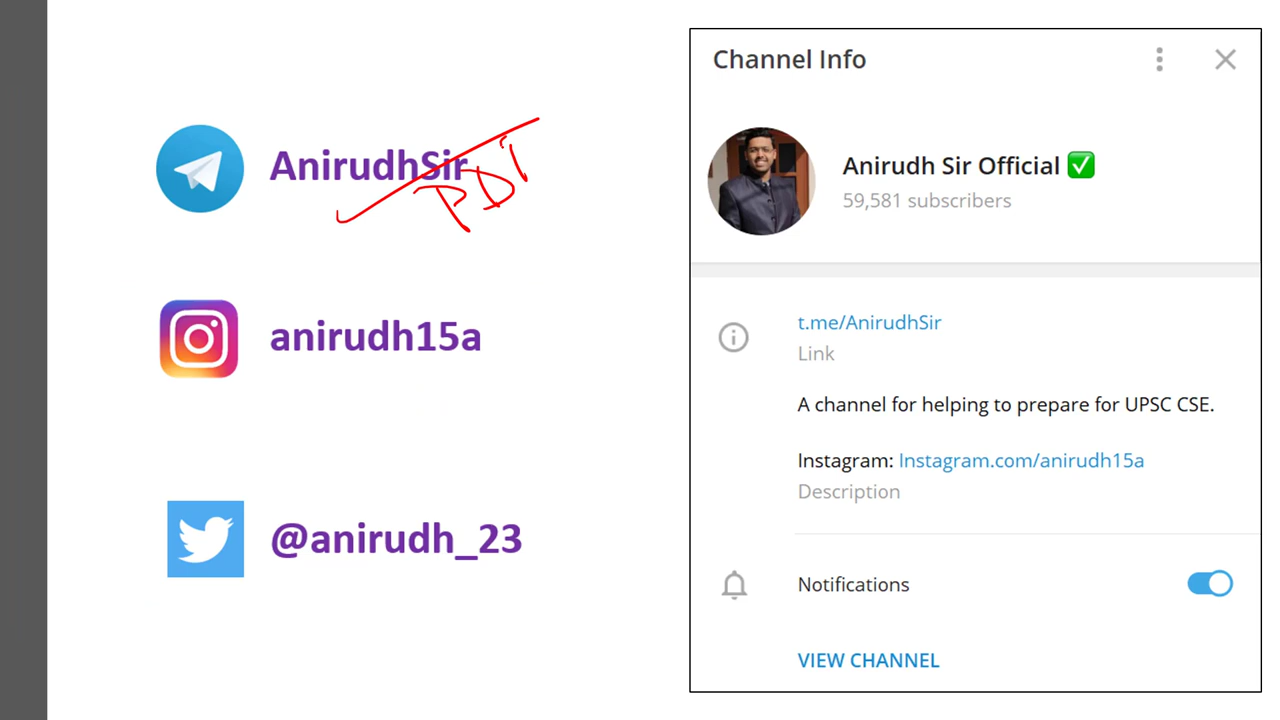 AnirudhSir
PDF
anirudh15a
@anirudh_23
Channel Info
Anirudh Sir Official ✅
59,581 subscribers
t.me/AnirudhSir
Link
A channel for helping to prepare for UPSC CSE.
Instagram: Instagram.com/anirudh15a
Description
Notifications
VIEW CHANNEL